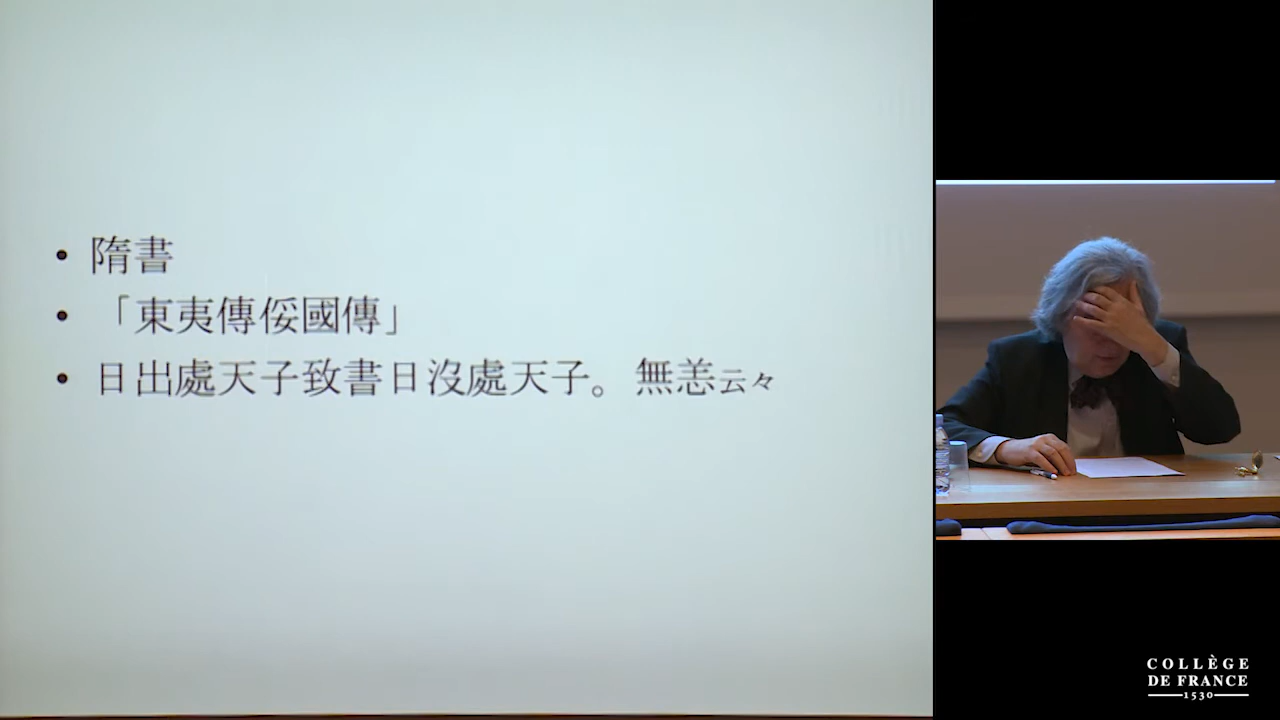 • 隋書
• 「東夷傳俀國傳」
• 日出處天子致書日沒處天子。無恙云々
COLLÈGE
DE FRANCE
1530